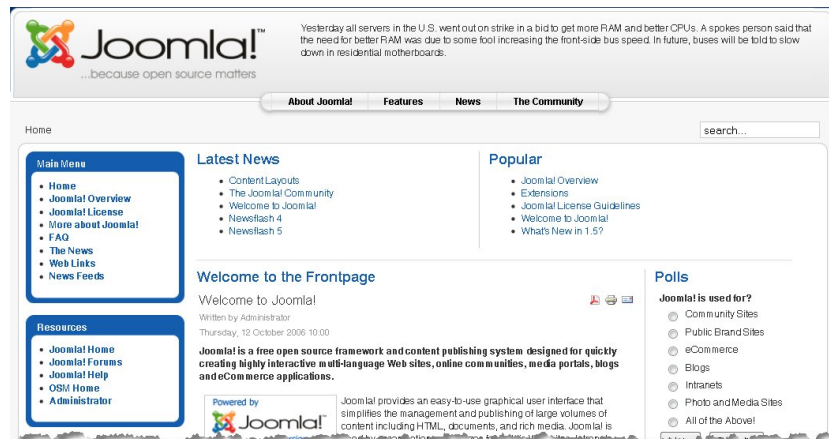 Joomla!™
...because open source matters
Yesterday all servers in the U.S. went out on strike in a bid to get more RAM and better CPUs. A spokes person said that
the need for better RAM was due to some fool increasing the front-side bus speed. In future, buses will be told to slow
down in residential motherboards.
About Joomla!
Features
News
The Community
Home
search...
Main Menu
Home
Joomla! Overview
Joomla! License
More about Joomla!
FAQ
The News
Web Links
News Feeds
Resources
Joomla! Home
Joomla! Forums
Joomla! Help
OSM Home
Administrator
Latest News
Content Layouts
The Joomla! Community
Welcome to Joomla!
Newsflash 4
Newsflash 5
Popular
Joomla! Overview
Extensions
Joomla! License Guidelines
Welcome to Joomla!
What's New in 1.5?
Welcome to the Frontpage
Welcome to Joomla!
Written by Administrator
Thursday, 12 October 2006 10:00
Joomla! is a free open source framework and content publishing system designed for quickly
creating highly interactive multi-language Web sites, online communities, media portals, blogs
and eCommerce applications.
Powered by
Joomla!
Joomla! provides an easy-to-use graphical user interface that
simplifies the management and publishing of large volumes of
content including HTML, documents, and rich media. Joomla! is
Polls
Joomla! is used for?
Community Sites
Public Brand Sites
eCommerce
Blogs
Intranets
Photo and Media Sites
All of the Above!